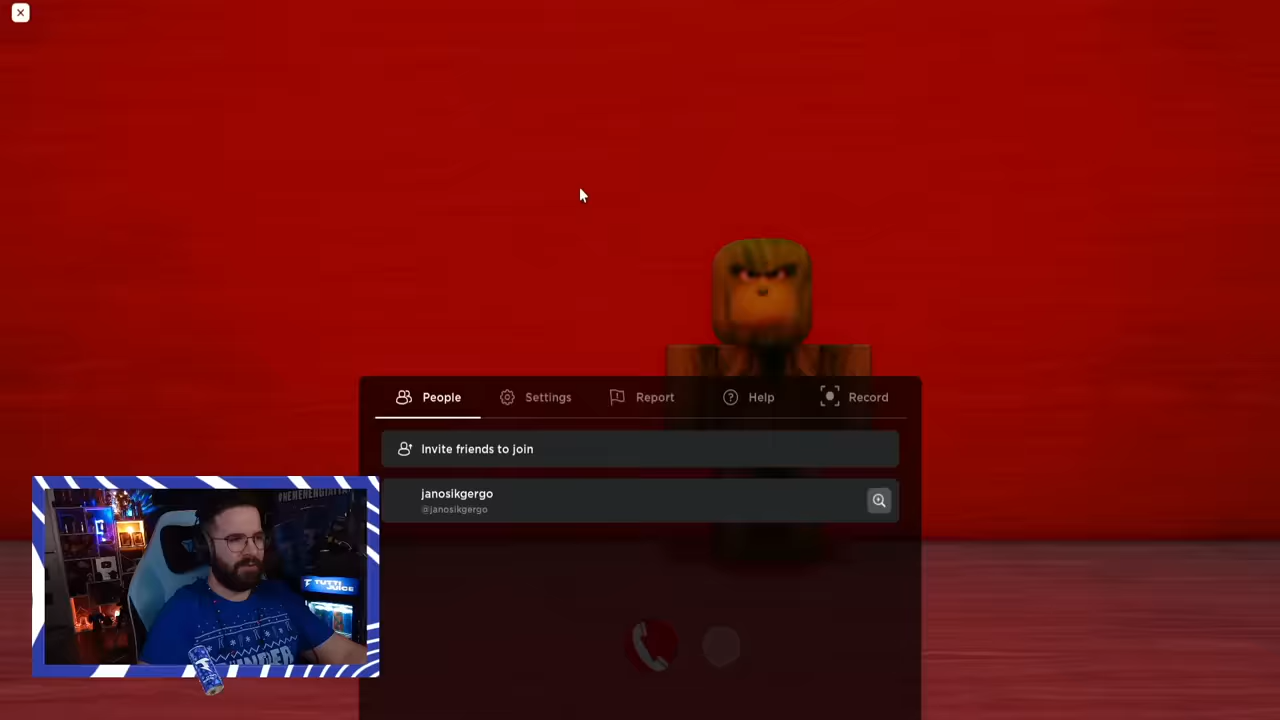 People
Settings
Report
Help
Record
Invite friends to join
janosikgergo
@janosikgergo
TUTTI
JUICE